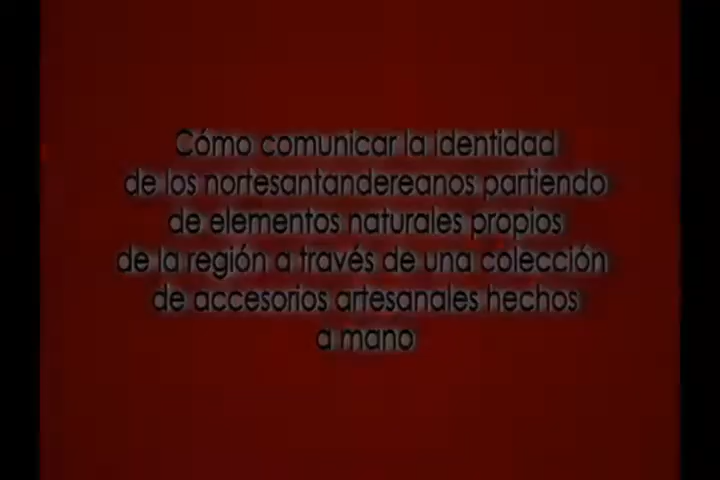 Cómo comunicar la Identidad
de los nortesantandereanos partiendo
de elementos naturales propios
de la región a través de una colección
de accesorios artesanales hechos
a mano